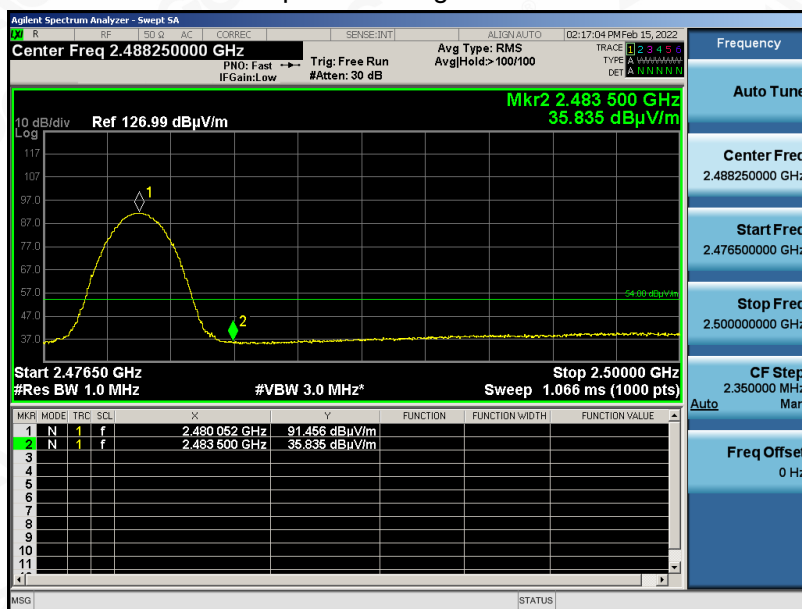 Agilent Spectrum Analyzer - Swept SA
LXI R RF 50 Ω AC CORREC SENSE:INT ALIGN AUTO 02:17:04 PM Feb 15, 2022
Center Freq 2.488250000 GHz
PNO: Fast
IFGain:Low
Trig: Free Run
#Atten: 30 dB
Avg Type: RMS
Avg|Hold:>100/100
TRACE 1 2 3 4 5 6
TYPE A
DET A N N N N N
Mkr2 2.483 500 GHz
35.835 dBµV/m
10 dB/div Ref 126.99 dBµV/m
Log
117
107
97.0
87.0
77.0
67.0
57.0
47.0
37.0
1
2
54.00 dBµV/m
Start 2.47650 GHz Stop 2.50000 GHz
#Res BW 1.0 MHz #VBW 3.0 MHz* Sweep 1.066 ms (1000 pts)
MKR MODE TRC SCL X Y FUNCTION FUNCTION WIDTH FUNCTION VALUE
1 N 1 f 2.480 052 GHz 91.456 dBµV/m
2 N 1 f 2.483 500 GHz 35.835 dBµV/m
3
4
5
6
7
8
9
10
11
MSG STATUS
Frequency
Auto Tune
Center Freq
2.488250000 GHz
Start Freq
2.476500000 GHz
Stop Freq
2.500000000 GHz
CF Step
2.350000 MHz
Auto Man
Freq Offset
0 Hz